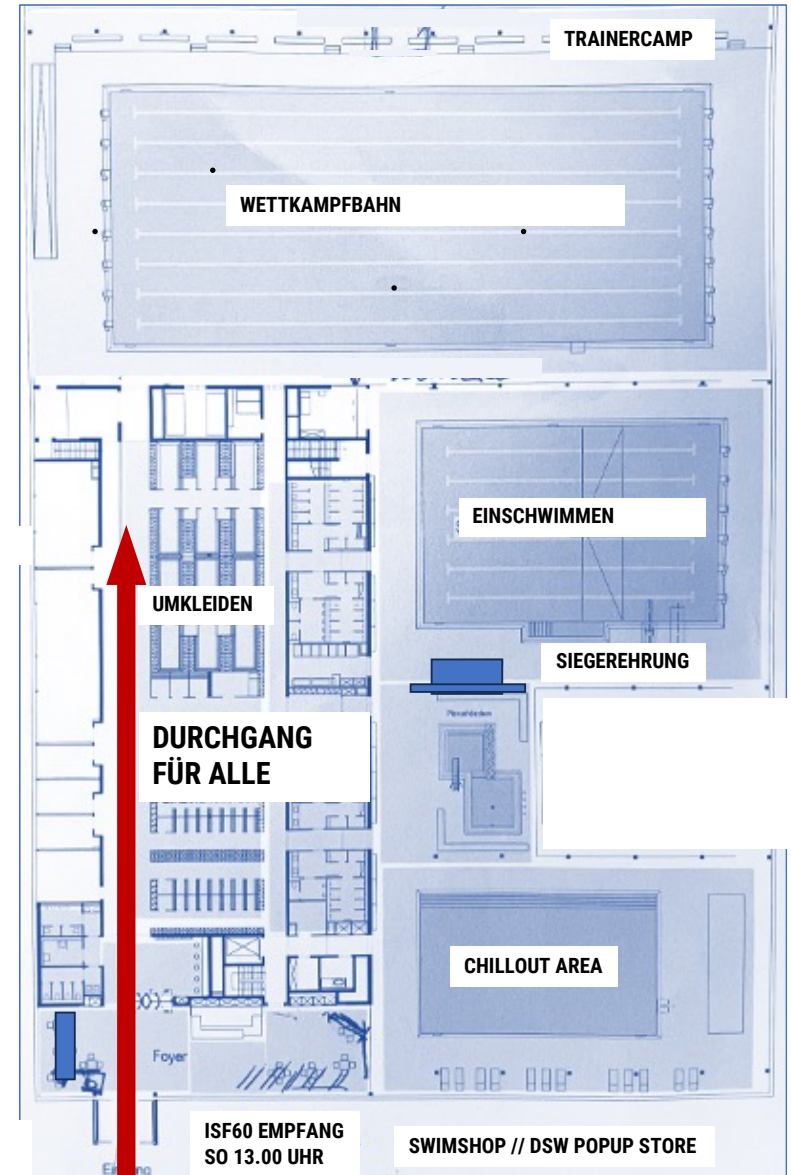 TRAINERCAMP
WETTKAMPFBAHN
EINSCHWIMMEN
UMKLEIDEN
SIEGEREHRUNG
DURCHGANG
FÜR ALLE
CHILLOUT AREA
Foyer
ISF60 EMPFANG
SO 13.00 UHR
SWIMSHOP // DSW POPUP STORE